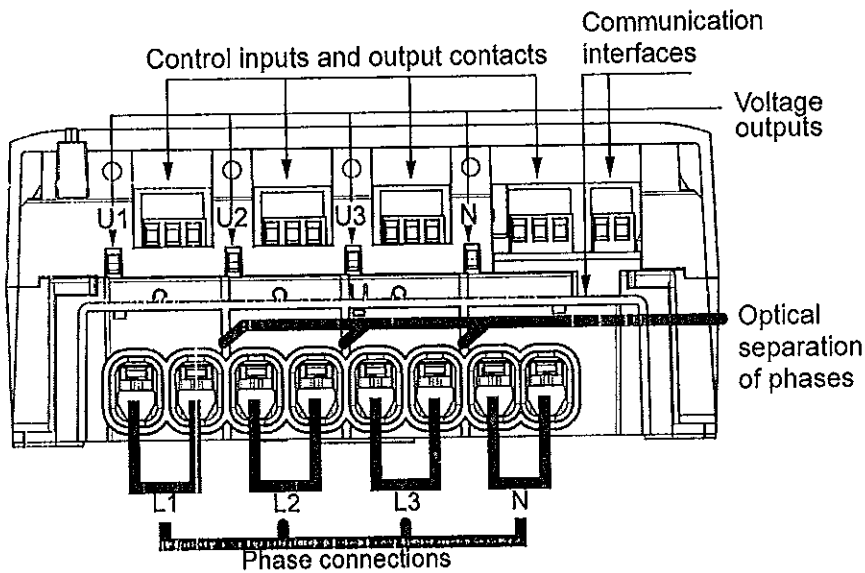 Communication
interfaces
Control inputs and output contacts
Voltage
outputs
U1 U2 U3 N
Optical
separation
of phases
L1 L2 L3 N
Phase connections